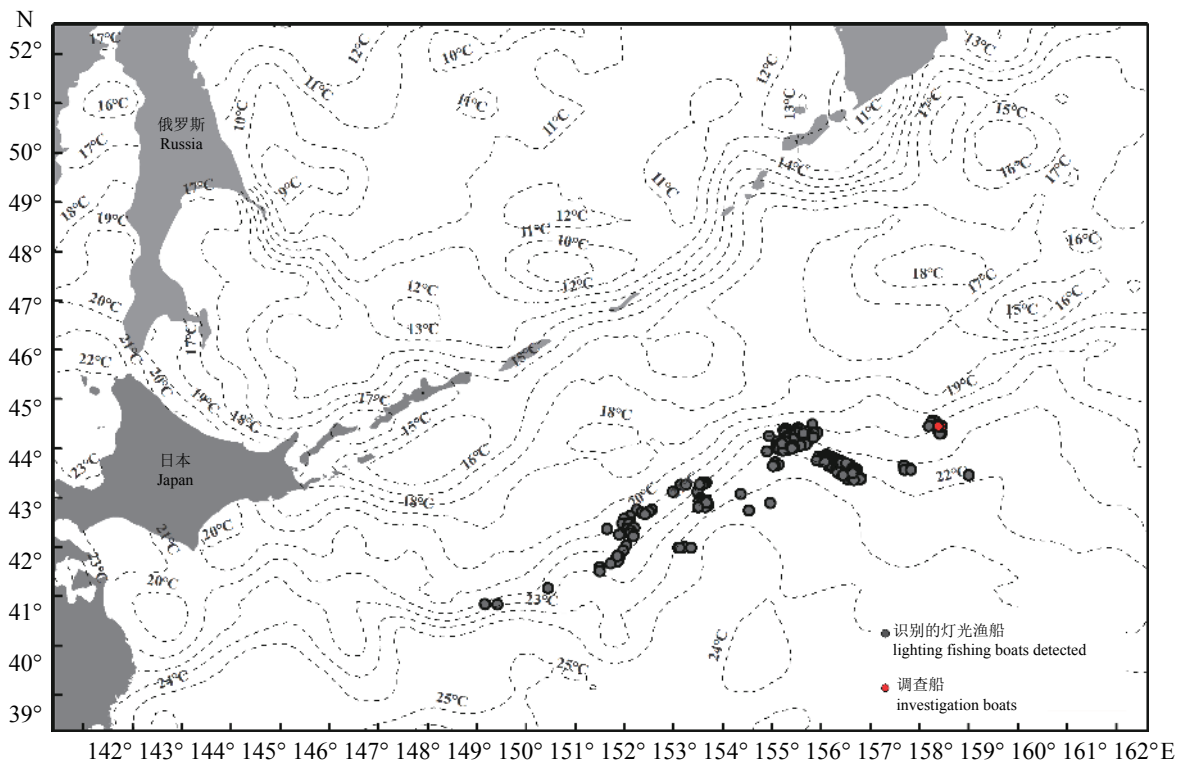 N
17°C
12°C
10°C
13°C
52°
11°C
12°C
16°C
11°C
13°C
11°C
12°C
15°C
51°
10°C
11°C
俄罗斯
Russia
17°C
50°
14°C
16°C
17°C
17°C
9°C
11°C
49°
18°C
19°C
12°C
11°C
10°C
16°C
48°
18°C
17°C
12°C
12°C
47°
20°C
16°C
15°C
13°C
17°C
46°
22°C
21°C
20°C
19°C
45°
19°C
17°C
18°C
15°C
18°C
44°
日本
Japan
23°C
16°C
22°C
43°
18°C
20°C
42°
21°C
20°C
23°C
41°
20°C
23°C
40°
24°C
识别的灯光渔船
lighting fishing boats detected
25°C
24°C
调查船
investigation boats
39°
25°C
142° 143° 144° 145° 146° 147° 148° 149° 150° 151° 152° 153° 154° 155° 156° 157° 158° 159° 160° 161° 162° E